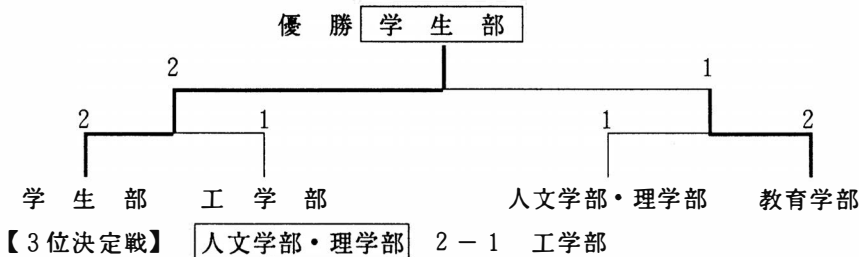 優勝 学生部
2 1
2 1 1 2
学生部 工学部 人文学部・理学部 教育学部
【3位決定戦】 人文学部・理学部 2－1 工学部